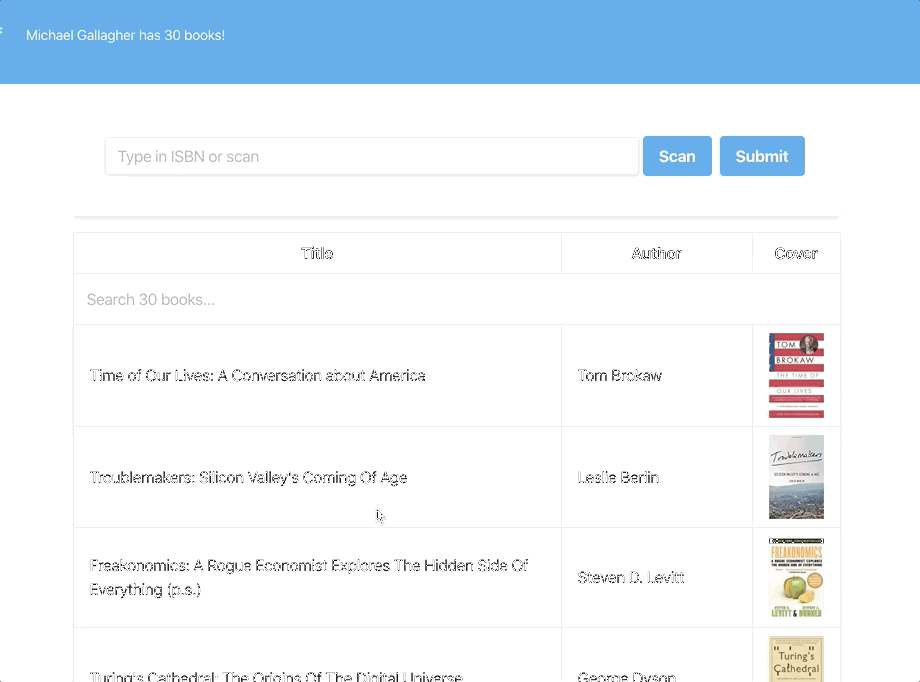 Michael Gallagher has 30 books!
Type in ISBN or scan
Scan
Submit
Title
Author
Cover
Search 30 books...
Time of Our Lives: A Conversation about America
Tom Brokaw
TOM
BROKAW
THE TIME OF
OUR LIVES
Troublemakers: Silicon Valley's Coming Of Age
Leslie Berlin
Troublemakers
Freakonomics: A Rogue Economist Explores The Hidden Side Of
Everything (p.s.)
Steven D. Levitt
FREAKONOMICS
LEVITT & DUBNER
Turing's Cathedral: The Origins Of The Digital Universe
George Dyson
"Turing's
Cathedral